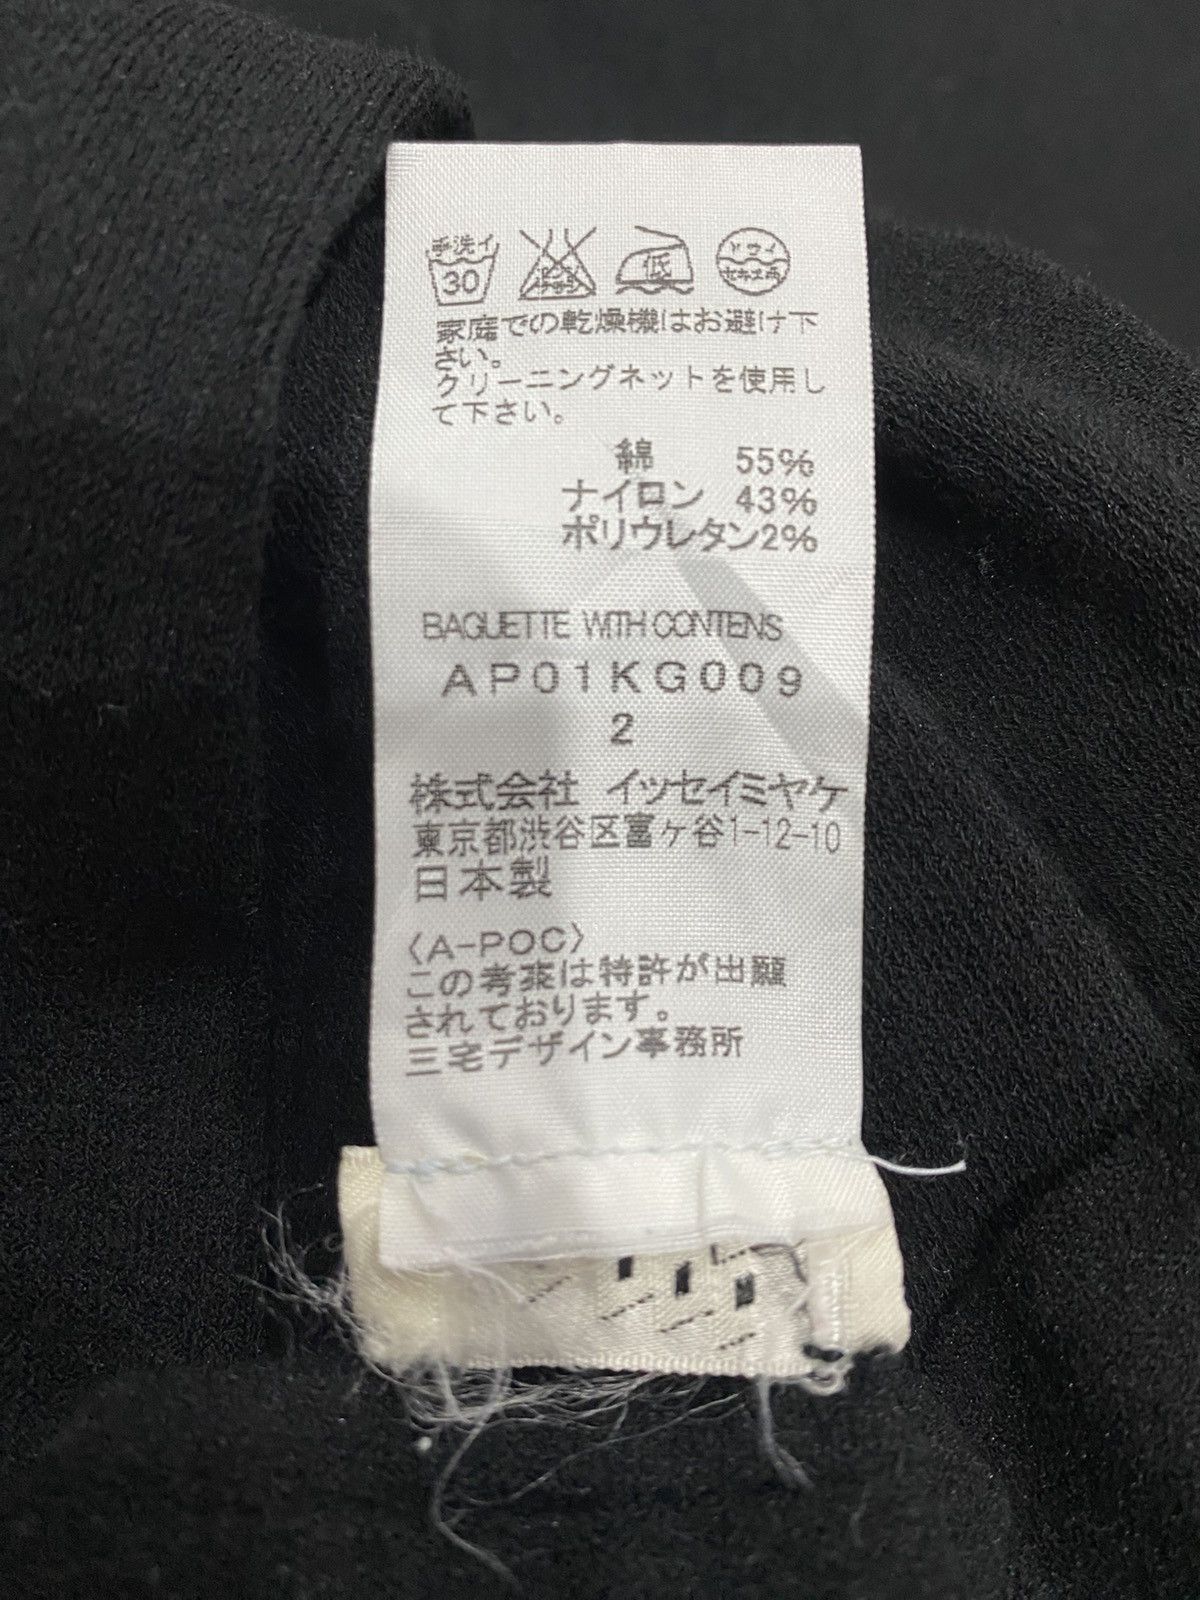 手洗イ
30
低
ドライ
セキユ系
家庭での乾燥機はお避け下
さい。
クリーニングネットを使用し
て下さい。
綿 55%
ナイロン 43%
ポリウレタン2%
BAGUETTE WITH CONTENS
AP01KG009
2
株式会社 イッセイミヤケ
東京都渋谷区富ヶ谷1-12-10
日本製
〈A-POC〉
この考案は特許が出願
されております。
三宅デザイン事務所